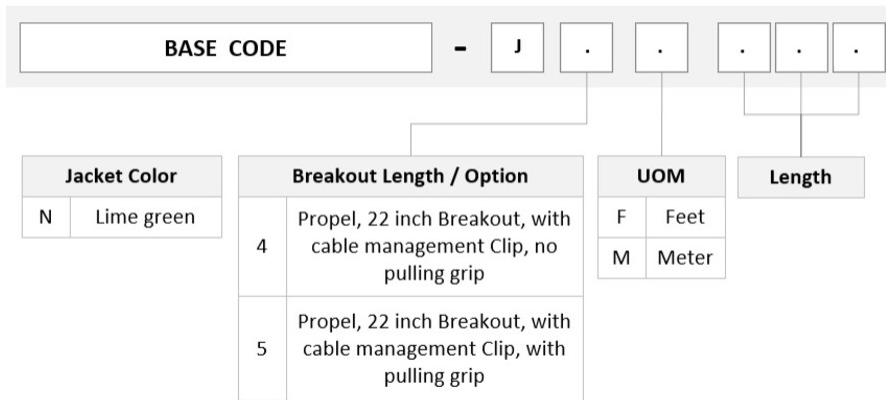 BASE CODE - J . . . . .
Jacket Color
N Lime green
Breakout Length / Option
4 Propel, 22 inch Breakout, with
cable management Clip, no
pulling grip
5 Propel, 22 inch Breakout, with
cable management Clip, with
pulling grip
UOM
F Feet
M Meter
Length